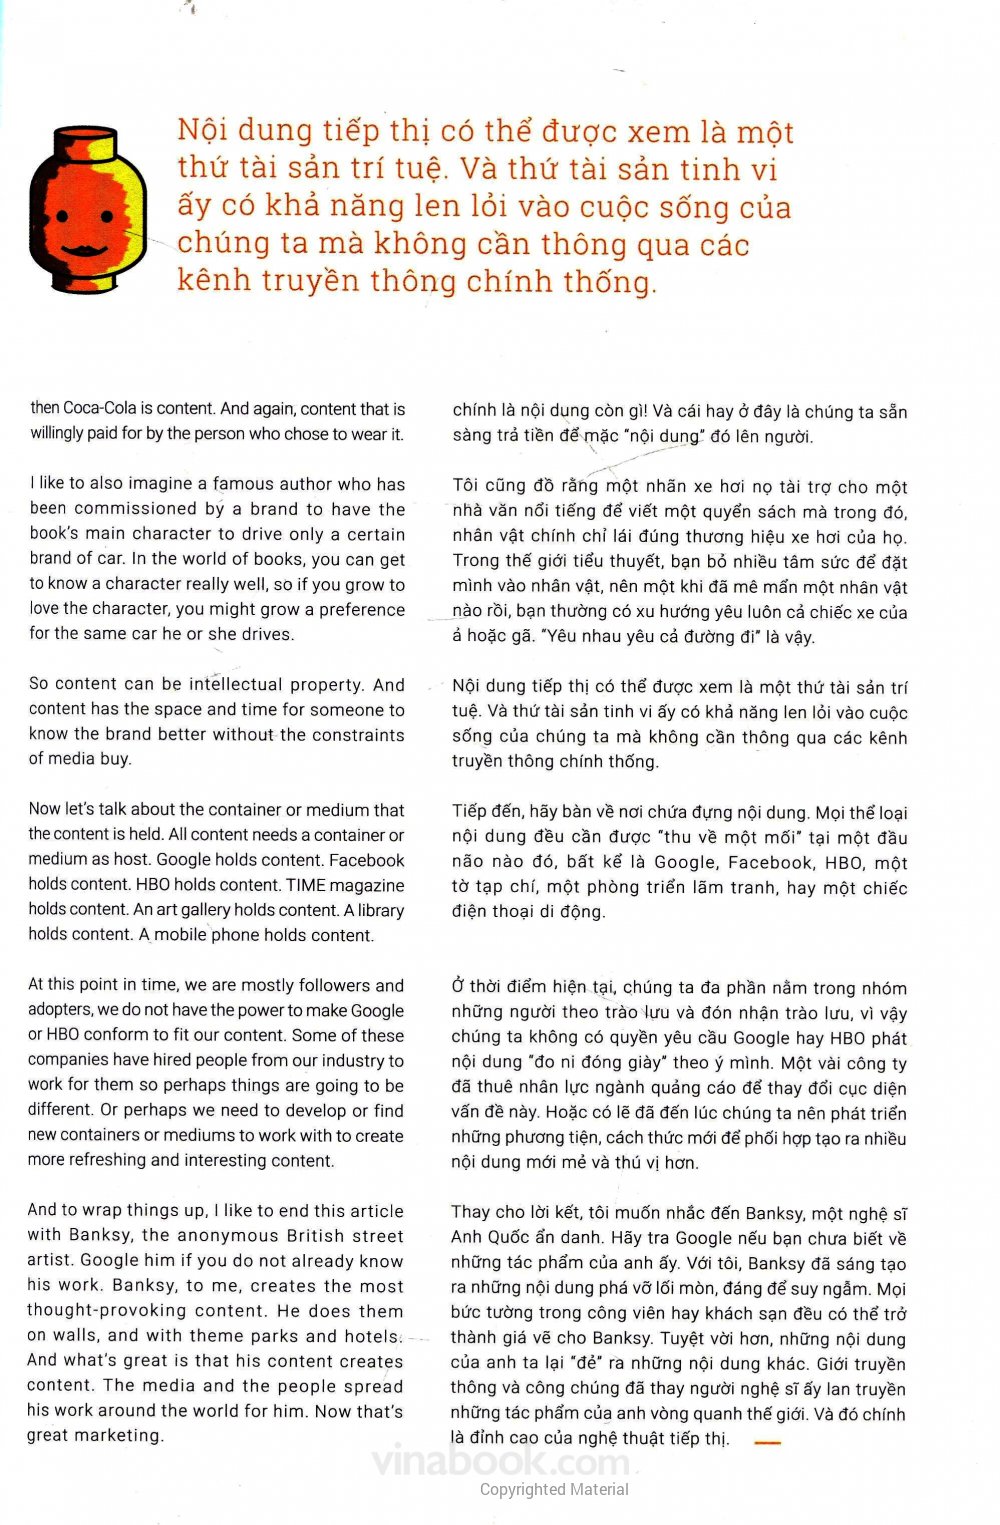 Nội dung tiếp thị có thể được xem là một
thứ tài sản trí tuệ. Và thứ tài sản tinh vi
ấy có khả năng len lỏi vào cuộc sống của
chúng ta mà không cần thông qua các
kênh truyền thông chính thống.
then Coca-Cola is content. And again, content that is
willingly paid for by the person who chose to wear it.
I like to also imagine a famous author who has
been commissioned by a brand to have the
book's main character to drive only a certain
brand of car. In the world of books, you can get
to know a character really well, so if you grow to
love the character, you might grow a preference
for the same car he or she drives.
So content can be intellectual property. And
content has the space and time for someone to
know the brand better without the constraints
of media buy.
Now let's talk about the container or medium that
the content is held. All content needs a container or
medium as host. Google holds content. Facebook
holds content. HBO holds content. TIME magazine
holds content. An art gallery holds content. A library
holds content. A mobile phone holds content.
At this point in time, we are mostly followers and
adopters, we do not have the power to make Google
or HBO conform to fit our content. Some of these
companies have hired people from our industry to
work for them so perhaps things are going to be
different. Or perhaps we need to develop or find
new containers or mediums to work with to create
more refreshing and interesting content.
And to wrap things up, I like to end this article
with Banksy, the anonymous British street
artist. Google him if you do not already know
his work. Banksy, to me, creates the most
thought-provoking content. He does them
on walls, and with theme parks and hotels.
And what's great is that his content creates
content. The media and the people spread
his work around the world for him. Now that's
great marketing.
chính là nội dung còn gì! Và cái hay ở đây là chúng ta sẵn
sàng trả tiền để mặc "nội dung" đó lên người.
Tôi cũng đồ rằng một nhãn xe hơi nọ tài trợ cho một
nhà văn nổi tiếng để viết một quyển sách mà trong đó,
nhân vật chính chỉ lái đúng thương hiệu xe hơi của họ.
Trong thế giới tiểu thuyết, bạn bỏ nhiều tâm sức để đặt
mình vào nhân vật, nên một khi đã mê mẩn một nhân vật
nào rồi, bạn thường có xu hướng yêu luôn cả chiếc xe của
ả hoặc gã. "Yêu nhau yêu cả đường đi" là vậy.
Nội dung tiếp thị có thể được xem là một thứ tài sản trí
tuệ. Và thứ tài sản tinh vi ấy có khả năng len lỏi vào cuộc
sống của chúng ta mà không cần thông qua các kênh
truyền thông chính thống.
Tiếp đến, hãy bàn về nơi chứa đựng nội dung. Mọi thể loại
nội dung đều cần được "thu về một mối" tại một đầu
não nào đó, bất kể là Google, Facebook, HBO, một
tờ tạp chí, một phòng triển lãm tranh, hay một chiếc
điện thoại di động.
Ở thời điểm hiện tại, chúng ta đa phần nằm trong nhóm
những người theo trào lưu và đón nhận trào lưu, vì vậy
chúng ta không có quyền yêu cầu Google hay HBO phát
nội dung "đo ni đóng giày" theo ý mình. Một vài công ty
đã thuê nhân lực ngành quảng cáo để thay đổi cục diện
vấn đề này. Hoặc có lẽ đã đến lúc chúng ta nên phát triển
những phương tiện, cách thức mới để phối hợp tạo ra nhiều
nội dung mới mẻ và thú vị hơn.
Thay cho lời kết, tôi muốn nhắc đến Banksy, một nghệ sĩ
Anh Quốc ẩn danh. Hãy tra Google nếu bạn chưa biết về
những tác phẩm của anh ấy. Với tôi, Banksy đã sáng tạo
ra những nội dung phá vỡ lối mòn, đáng để suy ngẫm. Mọi
bức tường trong công viên hay khách sạn đều có thể trở
thành giá vẽ cho Banksy. Tuyệt vời hơn, những nội dung
của anh ta lại "đẻ" ra những nội dung khác. Giới truyền
thông và công chúng đã thay người nghệ sĩ ấy lan truyền
những tác phẩm của anh vòng quanh thế giới. Và đó chính
là đỉnh cao của nghệ thuật tiếp thị.
vinabook.com
Copyrighted Material